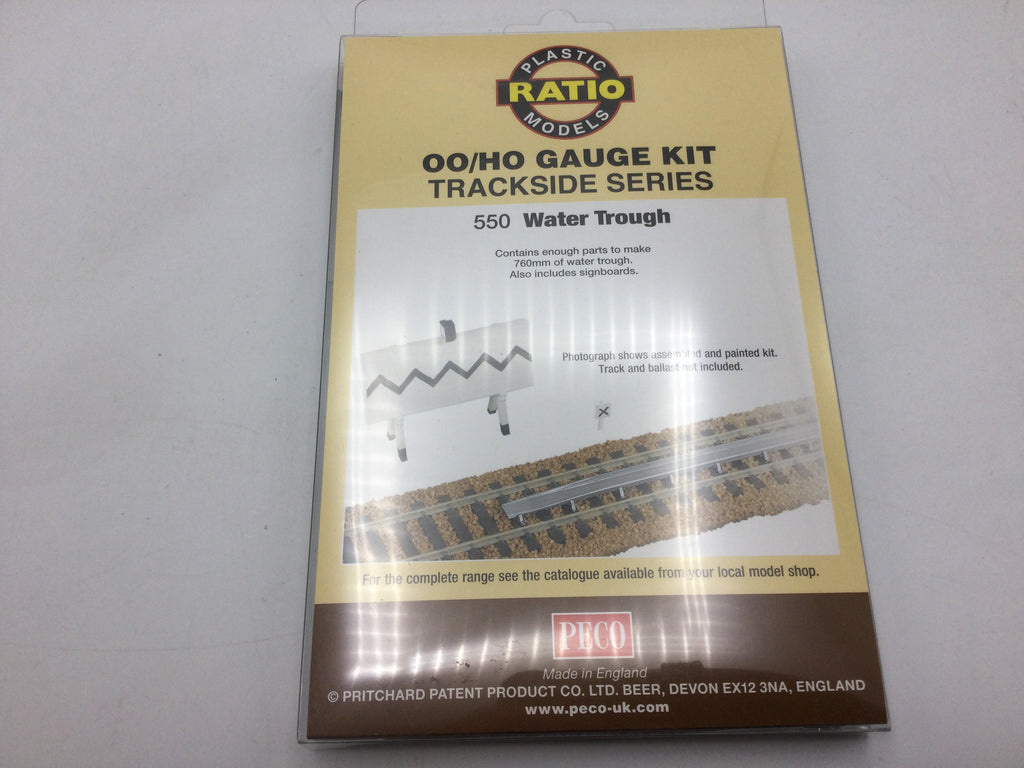 PLASTIC
RATIO
MODELS
OO/HO GAUGE KIT
TRACKSIDE SERIES
550 Water Trough
Contains enough parts to make
760mm of water trough.
Also includes signboards.
Photograph shows assembled and painted kit.
Track and ballast not included.
X
For the complete range see the catalogue available from your local model shop.
PECO
Made in England
© PRITCHARD PATENT PRODUCT CO. LTD. BEER, DEVON EX12 3NA, ENGLAND
www.peco-uk.com